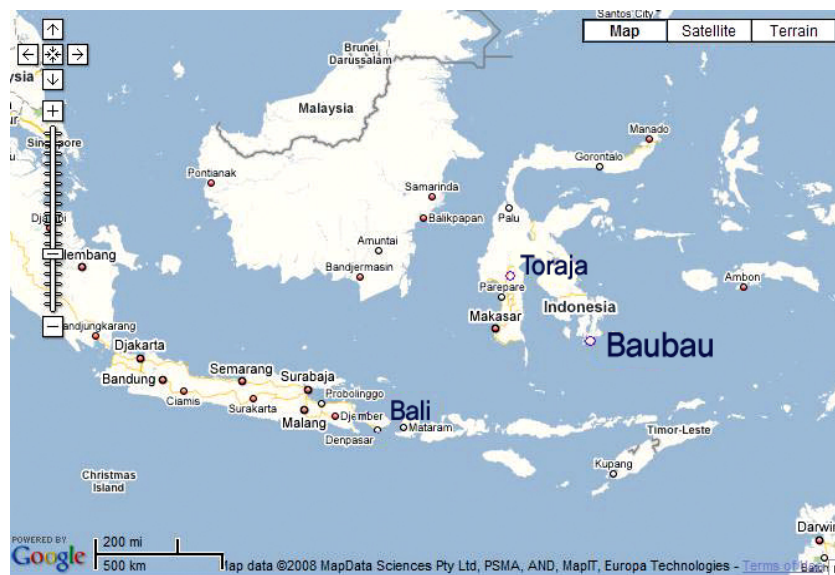 Santos City
Map
Satellite
Terrain
Brunei
Darussalam
Malaysia
Manado
Gorontalo
Pontianak
Samarinda
Balikpapan
Palu
Amuntai
Bandjermasin
Toraja
Parepare
Indonesia
Ambon
Makasar
Baubau
Djakarta
Bandung
Ciamis
Semarang
Surakarta
Surabaja
Probolinggo
Malang
Djember
Bali
Denpasar
Mataram
Timor-Leste
Kupang
Christmas
Island
Darwin
POWERED BY
Google
200 mi
500 km
Map data ©2008 MapData Sciences Pty Ltd, PSMA, AND, MapIT, Europa Technologies - Terms of